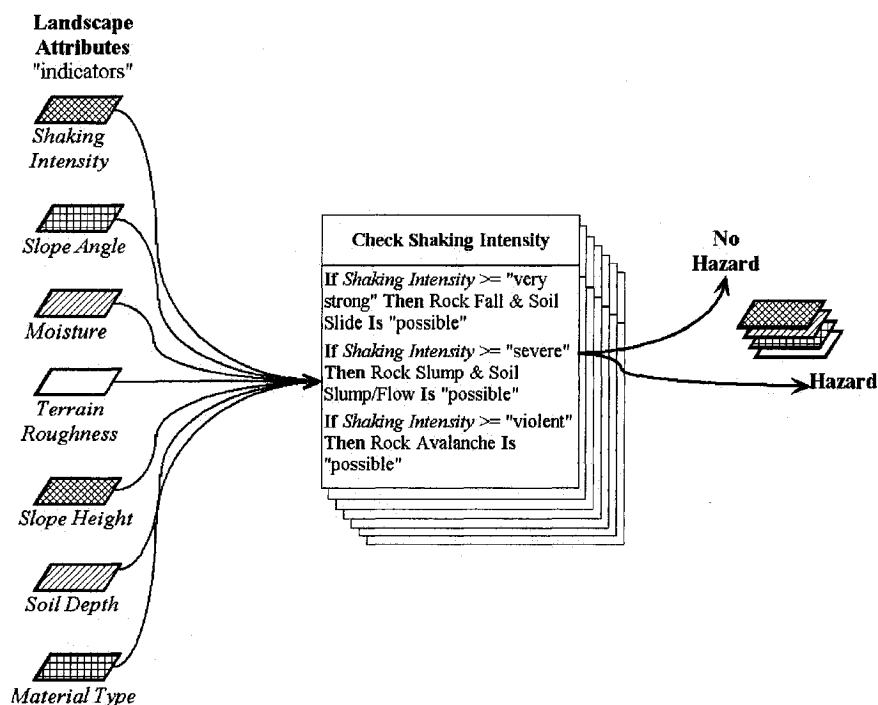 Landscape
Attributes
"indicators"
Shaking
Intensity
Slope Angle
Moisture
Terrain
Roughness
Slope Height
Soil Depth
Material Type
Check Shaking Intensity
If Shaking Intensity >= "very
strong" Then Rock Fall & Soil
Slide Is "possible"
If Shaking Intensity >= "severe"
Then Rock Slump & Soil
Slump/Flow Is "possible"
If Shaking Intensity >= "violent"
Then Rock Avalanche Is
"possible"
No
Hazard
Hazard